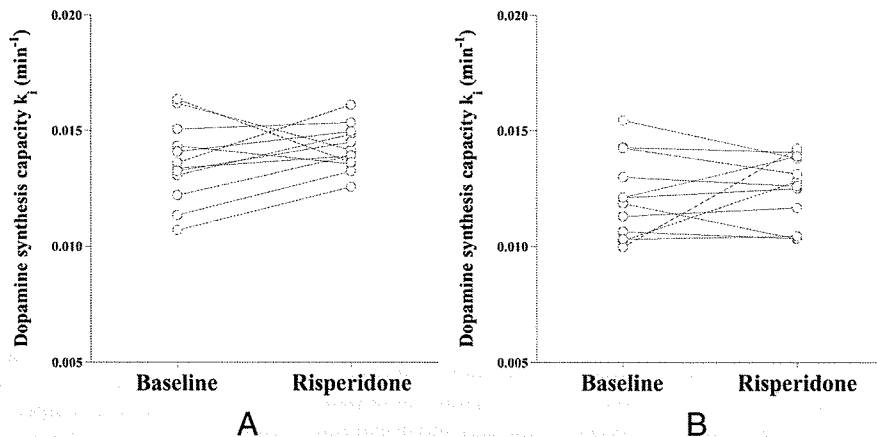 Dopamine synthesis capacity kᵢ (min⁻¹)
0.020
0.015
0.010
0.005
Baseline
Risperidone
A
Dopamine synthesis capacity kᵢ (min⁻¹)
0.020
0.015
0.010
0.005
Baseline
Risperidone
B